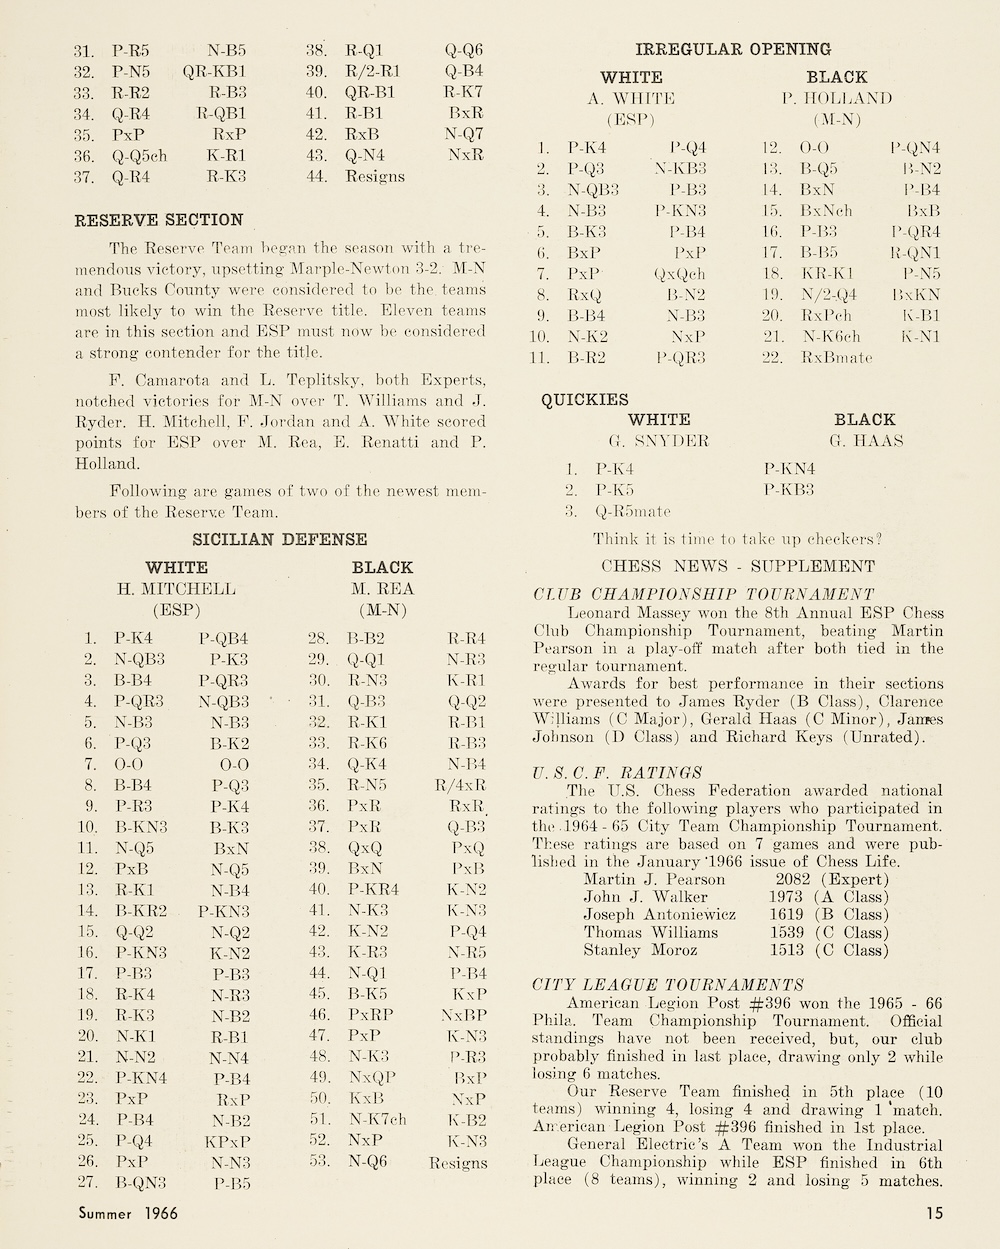 31. P-R5 N-B5 38. R-Q1 Q-Q6
32. P-N5 QR-KB1 39. R/2-R1 Q-B4
33. R-R2 R-B3 40. QR-B1 R-K7
34. Q-R4 R-QB1 41. R-B1 BxR
35. PxP RxP 42. RxB N-Q7
36. Q-Q5ch K-R1 43. Q-N4 NxR
37. Q-R4 R-K3 44. Resigns
RESERVE SECTION
The Reserve Team began the season with a tre-
mendous victory, upsetting Marple-Newton 3-2. M-N
and Bucks County were considered to be the teams
most likely to win the Reserve title. Eleven teams
are in this section and ESP must now be considered
a strong contender for the title.
F. Camarota and L. Teplitsky, both Experts,
notched victories for M-N over T. Williams and J.
Ryder. H. Mitchell, F. Jordan and A. White scored
points for ESP over M. Rea, E. Renatti and P.
Holland.
Following are games of two of the newest mem-
bers of the Reserve Team.
SICILIAN DEFENSE
WHITE BLACK
H. MITCHELL M. REA
(ESP) (M-N)
1. P-K4 P-QB4 28. B-B2 R-R4
2. N-QB3 P-K3 29. Q-Q1 N-R3
3. B-B4 P-QR3 30. R-N3 K-R1
4. P-QR3 N-QB3 31. Q-B3 Q-Q2
5. N-B3 N-B3 32. R-K1 R-B1
6. P-Q3 B-K2 33. R-K6 R-B3
7. O-O O-O 34. Q-K4 N-B4
8. B-B4 P-Q3 35. R-N5 R/4xR
9. P-R3 P-K4 36. PxR RxR
10. B-KN3 B-K3 37. PxR Q-B3
11. N-Q5 BxN 38. QxQ PxQ
12. PxB N-Q5 39. BxN PxB
13. R-K1 N-B4 40. P-KR4 K-N2
14. B-KR2 P-KN3 41. N-K3 K-N3
15. Q-Q2 N-Q2 42. K-N2 P-Q4
16. P-KN3 K-N2 43. K-R3 N-R5
17. P-B3 P-B3 44. N-Q1 P-B4
18. R-K4 N-R3 45. B-K5 KxP
19. R-K3 N-B2 46. PxRP NxBP
20. N-K1 R-B1 47. PxP K-N3
21. N-N2 N-N4 48. N-K3 P-R3
22. P-KN4 P-B4 49. NxQP BxP
23. PxP RxP 50. KxB NxP
24. P-B4 N-B2 51. N-K7ch K-B2
25. P-Q4 KPxP 52. NxP K-N3
26. PxP N-N3 53. N-Q6 Resigns
27. B-QN3 P-B5
Summer 1966
IRREGULAR OPENING
WHITE BLACK
A. WHITE P. HOLLAND
(ESP) (M-N)
1. P-K4 P-Q4 12. O-O P-QN4
2. P-Q3 N-KB3 13. B-Q5 B-N2
3. N-QB3 P-B3 14. BxN P-B4
4. N-B3 P-KN3 15. BxNch BxB
5. B-K3 P-B4 16. P-B3 P-QR4
6. BxP PxP 17. B-B5 R-QN1
7. PxP QxQch 18. KR-K1 P-N5
8. RxQ B-N2 19. N/2-Q4 BxKN
9. B-B4 N-B3 20. RxPch K-B1
10. N-K2 NxP 21. N-K6ch K-N1
11. B-R2 P-QR3 22. RxBmate
QUICKIES
WHITE BLACK
G. SNYDER G. HAAS
1. P-K4 P-KN4
2. P-K5 P-KB3
3. Q-R5mate
Think it is time to take up checkers?
CHESS NEWS - SUPPLEMENT
CLUB CHAMPIONSHIP TOURNAMENT
Leonard Massey won the 8th Annual ESP Chess
Club Championship Tournament, beating Martin
Pearson in a play-off match after both tied in the
regular tournament.
Awards for best performance in their sections
were presented to James Ryder (B Class), Clarence
Williams (C Major), Gerald Haas (C Minor), James
Johnson (D Class) and Richard Keys (Unrated).
U. S. C. F. RATINGS
The U.S. Chess Federation awarded national
ratings to the following players who participated in
the 1964 - 65 City Team Championship Tournament.
These ratings are based on 7 games and were pub-
lished in the January '1966 issue of Chess Life.
Martin J. Pearson 2082 (Expert)
John J. Walker 1973 (A Class)
Joseph Antoniewicz 1619 (B Class)
Thomas Williams 1539 (C Class)
Stanley Moroz 1513 (C Class)
CITY LEAGUE TOURNAMENTS
American Legion Post #396 won the 1965 - 66
Phila. Team Championship Tournament. Official
standings have not been received, but, our club
probably finished in last place, drawing only 2 while
losing 6 matches.
Our Reserve Team finished in 5th place (10
teams) winning 4, losing 4 and drawing 1 match.
American Legion Post #396 finished in 1st place.
General Electric's A Team won the Industrial
League Championship while ESP finished in 6th
place (8 teams), winning 2 and losing 5 matches.
15